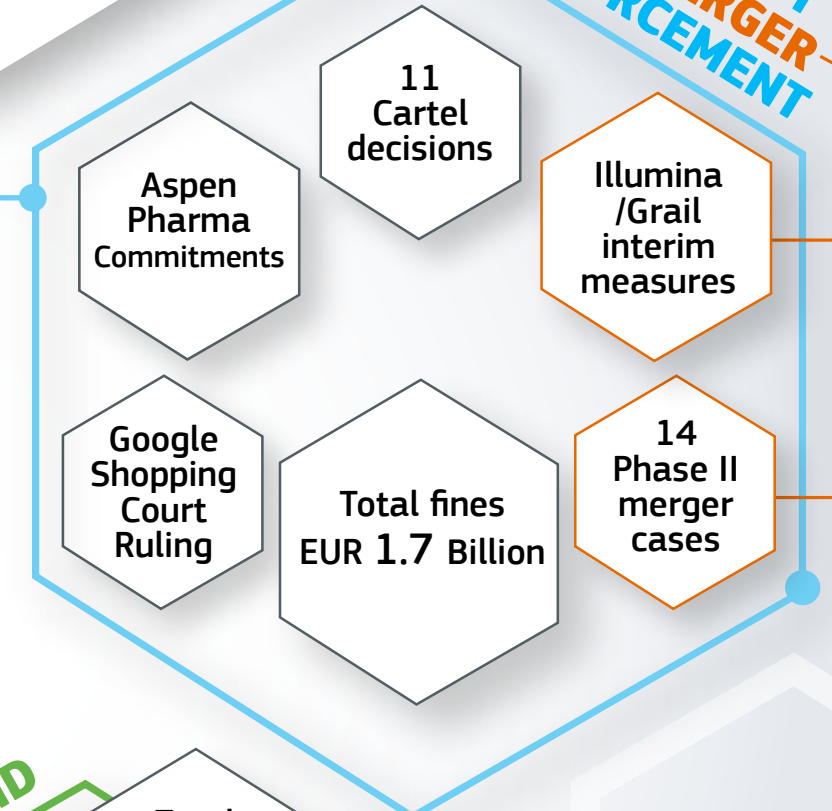 11
Cartel
decisions
Aspen
Pharma
Commitments
Illumina
/Grail
interim
measures
Google
Shopping
Court
Ruling
Total fines
EUR 1.7 Billion
14
Phase II
merger
cases